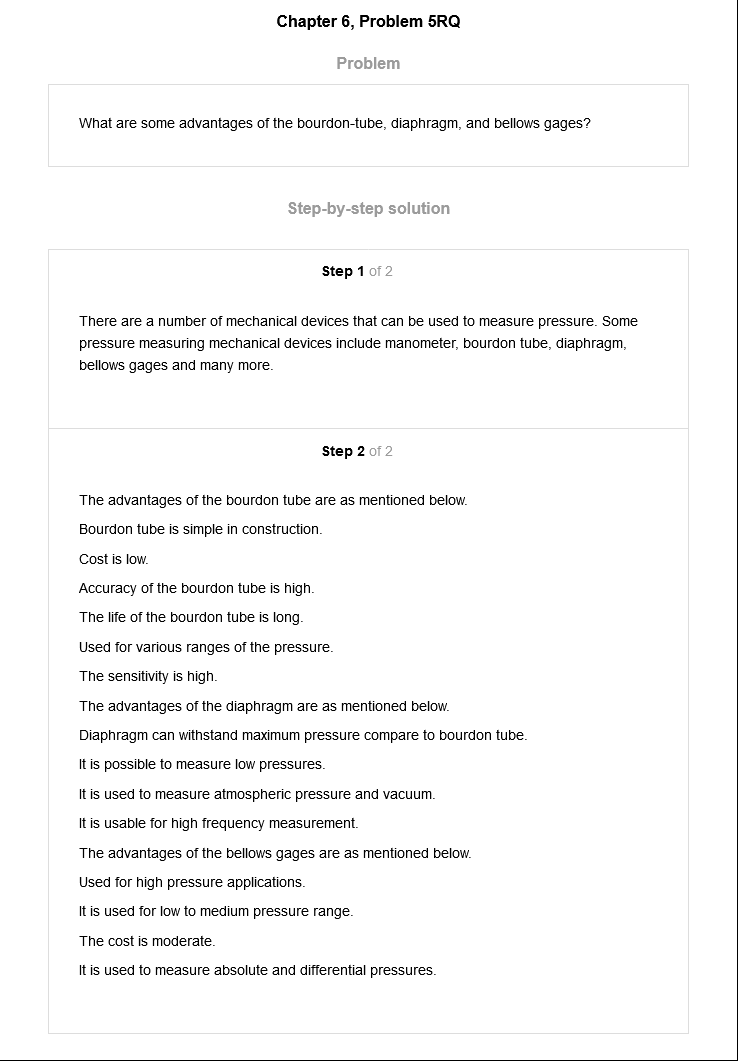 Chapter 6, Problem 5RQ
Problem
What are some advantages of the bourdon-tube, diaphragm, and bellows gages?
Step-by-step solution
Step 1 of 2
There are a number of mechanical devices that can be used to measure pressure. Some
pressure measuring mechanical devices include manometer, bourdon tube, diaphragm,
bellows gages and many more.
Step 2 of 2
The advantages of the bourdon tube are as mentioned below.
Bourdon tube is simple in construction.
Cost is low.
Accuracy of the bourdon tube is high.
The life of the bourdon tube is long.
Used for various ranges of the pressure.
The sensitivity is high.
The advantages of the diaphragm are as mentioned below.
Diaphragm can withstand maximum pressure compare to bourdon tube.
It is possible to measure low pressures.
It is used to measure atmospheric pressure and vacuum.
It is usable for high frequency measurement.
The advantages of the bellows gages are as mentioned below.
Used for high pressure applications.
It is used for low to medium pressure range.
The cost is moderate.
It is used to measure absolute and differential pressures.